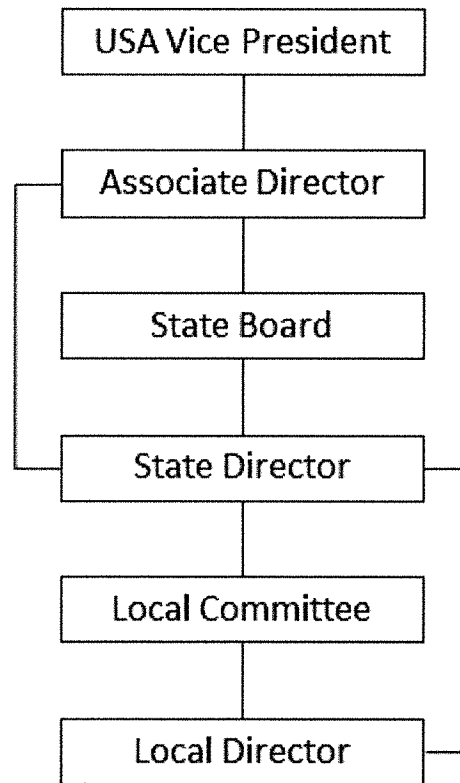 USA Vice President
Associate Director
State Board
State Director
Local Committee
Local Director